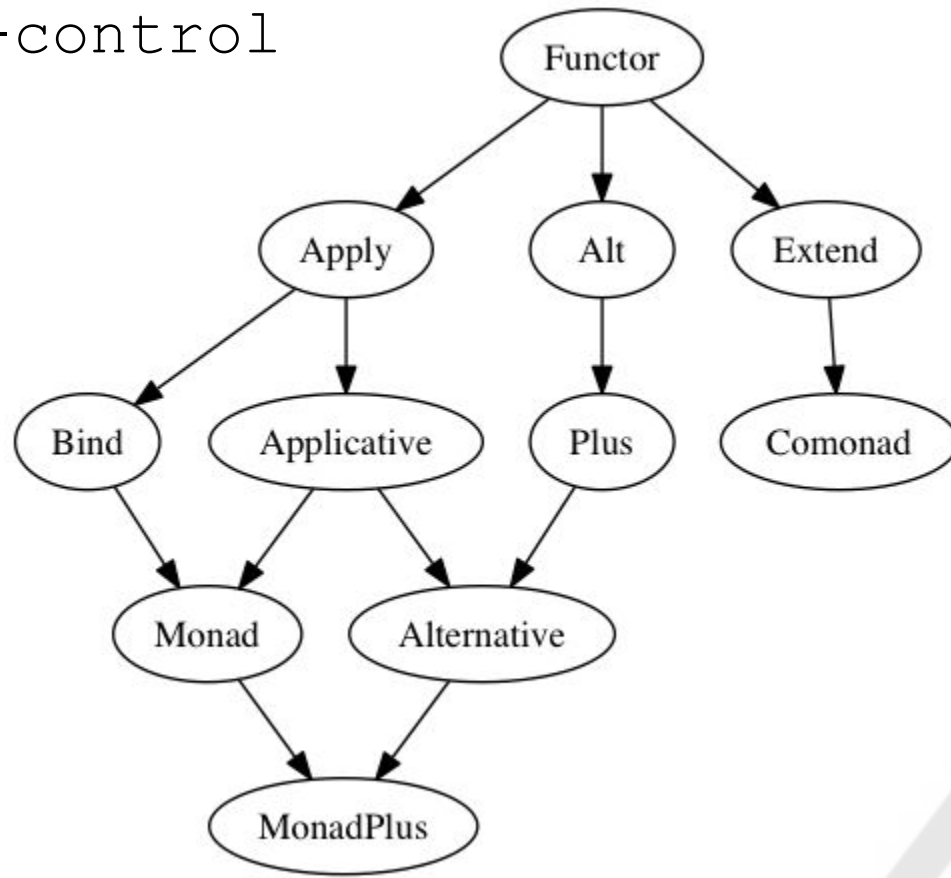 -control
Functor
Apply Alt Extend
Bind Applicative Plus Comonad
Monad Alternative
MonadPlus